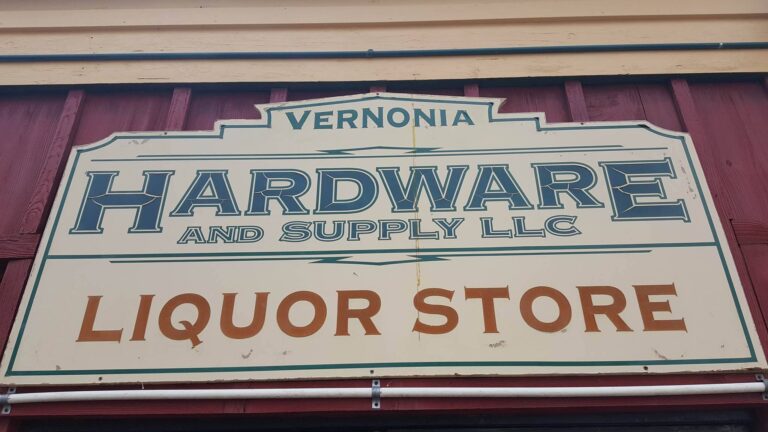 VERNONIA
HARDWARE
AND SUPPLY LLC
LIQUOR STORE